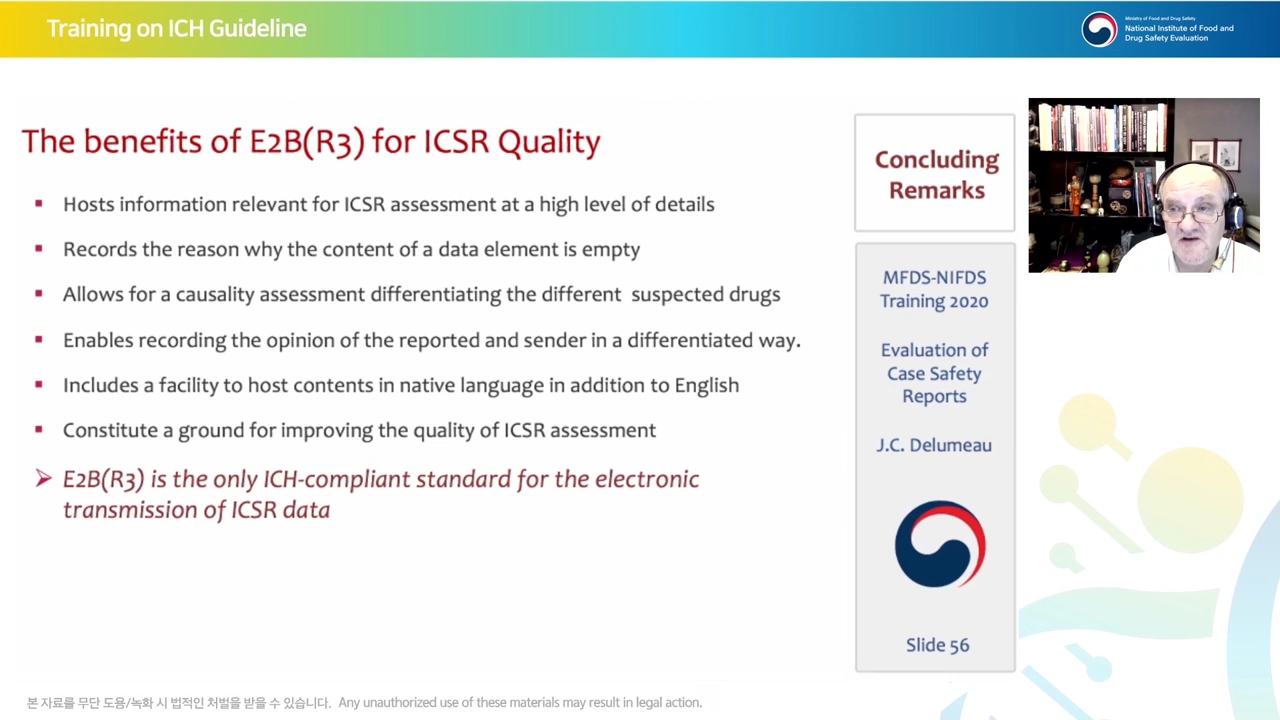 Training on ICH Guideline
Ministry of Food and Drug Safety
National Institute of Food and
Drug Safety Evaluation
The benefits of E2B(R3) for ICSR Quality
▪ Hosts information relevant for ICSR assessment at a high level of details
▪ Records the reason why the content of a data element is empty
▪ Allows for a causality assessment differentiating the different suspected drugs
▪ Enables recording the opinion of the reported and sender in a differentiated way.
▪ Includes a facility to host contents in native language in addition to English
▪ Constitute a ground for improving the quality of ICSR assessment
➢ E2B(R3) is the only ICH-compliant standard for the electronic
transmission of ICSR data
Concluding
Remarks
MFDS-NIFDS
Training 2020
Evaluation of
Case Safety
Reports
J.C. Delumeau
Slide 56
본 자료를 무단 도용/녹화 시 법적인 처벌을 받을 수 있습니다. Any unauthorized use of these materials may result in legal action.